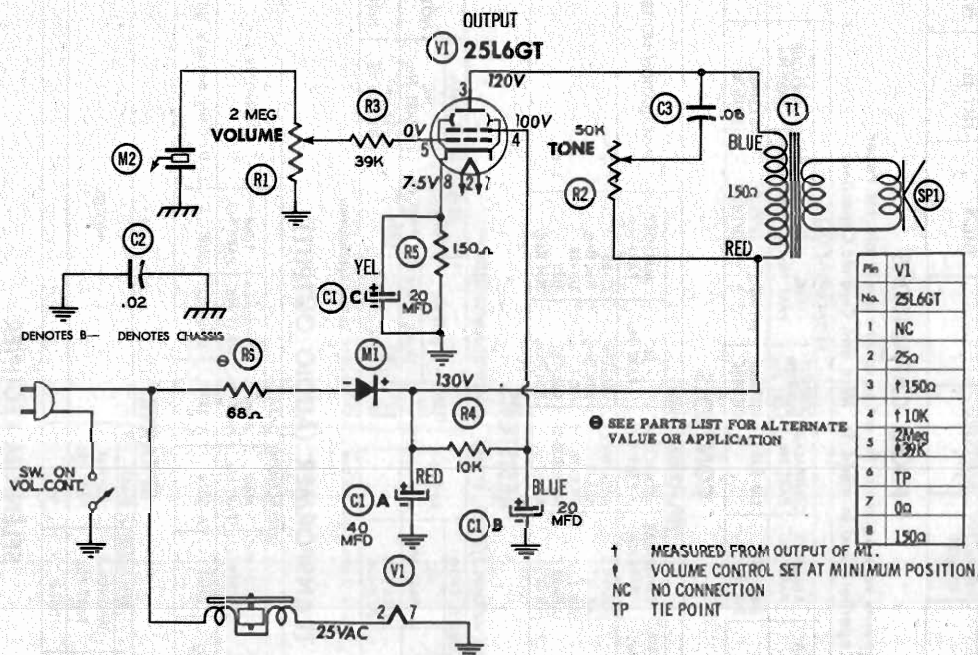 OUTPUT
V1 25L6GT
3 120V
2 MEG
VOLUME
R1
R3
39K
0V
5
100V
4
7.5V 8 2 7
M2
C3
.08
50K
TONE
R2
T1
BLUE
150Ω
RED
SP1
C2
.02
DENOTES B—
DENOTES CHASSIS
YEL
C1 C
20
MFD
R5
150Ω
⊖ R6
68Ω
M1
- +
130V
R4
10K
RED
C1 A
40
MFD
BLUE
C1 B
20
MFD
SW. ON
VOL. CONT.
V1
2 7
25VAC
⊖ SEE PARTS LIST FOR ALTERNATE
VALUE OR APPLICATION
Pin V1
No. 25L6GT
1 NC
2 25Ω
3 †150Ω
4 †10K
5 2Meg
‡39K
6 TP
7 0Ω
8 150Ω
† MEASURED FROM OUTPUT OF M1.
‡ VOLUME CONTROL SET AT MINIMUM POSITION
NC NO CONNECTION
TP TIE POINT